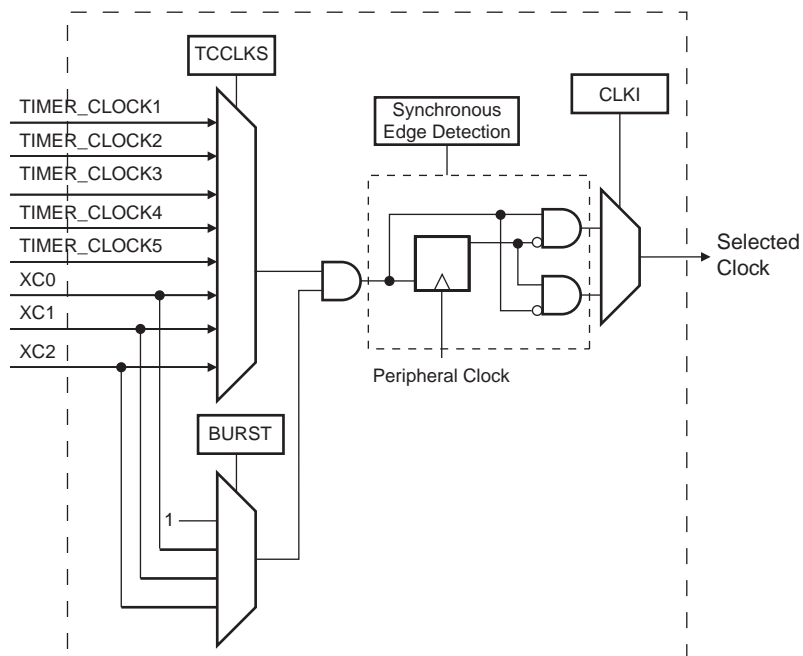 TCCLKS
TIMER_CLOCK1
TIMER_CLOCK2
TIMER_CLOCK3
TIMER_CLOCK4
TIMER_CLOCK5
XC0
XC1
XC2
Synchronous
Edge Detection
CLKI
Selected
Clock
Peripheral Clock
BURST
1